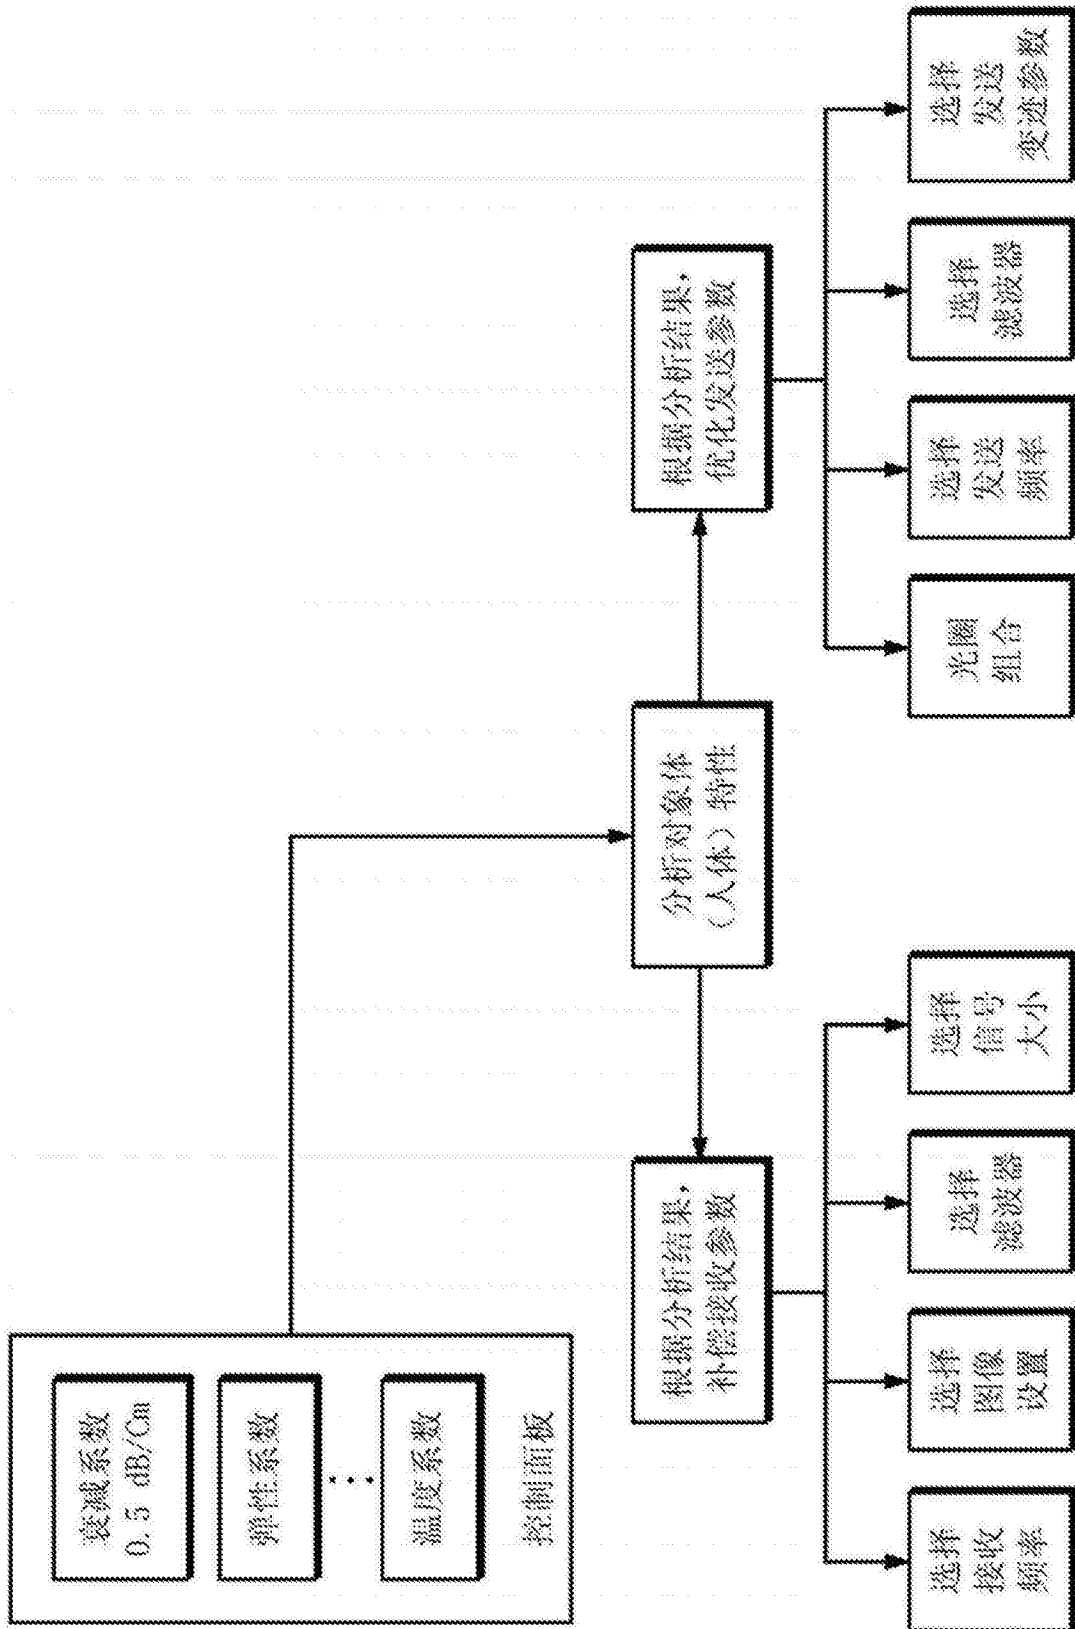 衰减系数
0.5 dB/Cm
弹性系数
...
温度系数
控制面板
分析对象体
（人体）特性
根据分析结果，
补偿接收参数
根据分析结果，
优化发送参数
选择
接收
频率
选择
图像
设置
选择
滤波器
选择
信号
大小
光圈
组合
选择
发送
频率
选择
滤波器
选择
发送
变迹参数